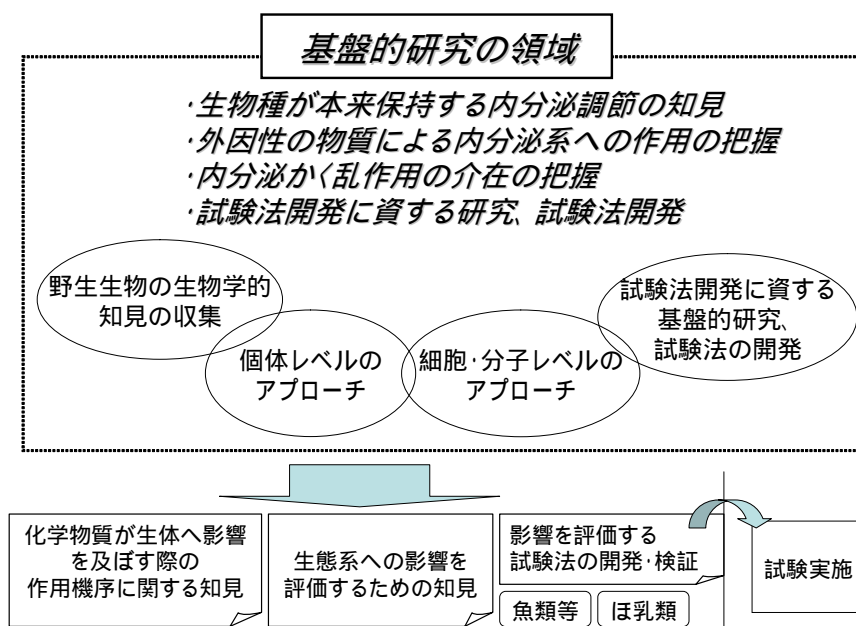 基盤的研究の領域
・生物種が本来保持する内分泌調節の知見
・外因性の物質による内分泌系への作用の把握
・内分泌かく乱作用の介在の把握
・試験法開発に資する研究、試験法開発
野生生物の生物学的
知見の収集
個体レベルの
アプローチ
細胞・分子レベルの
アプローチ
試験法開発に資する
基盤的研究、
試験法の開発
化学物質が生体へ影響
を及ぼす際の
作用機序に関する知見
生態系への影響を
評価するための知見
影響を評価する
試験法の開発・検証
魚類等
ほ乳類
試験実施